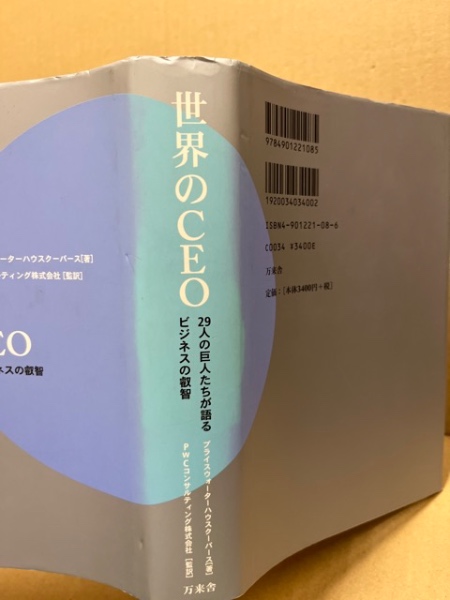 ーターハウスクーパース[著]
ティング株式会社[監訳]
EO
ネスの叡智
世界のCEO
29人の巨人たちが語る
ビジネスの叡智
プライスウォーターハウスクーパース[著]
PWCコンサルティング株式会社[監訳]
万来舎
9784901221085
1920034034002
ISBN4-901221-08-6
C0034 ¥3400E
万来舎
定価:[本体3400円+税]